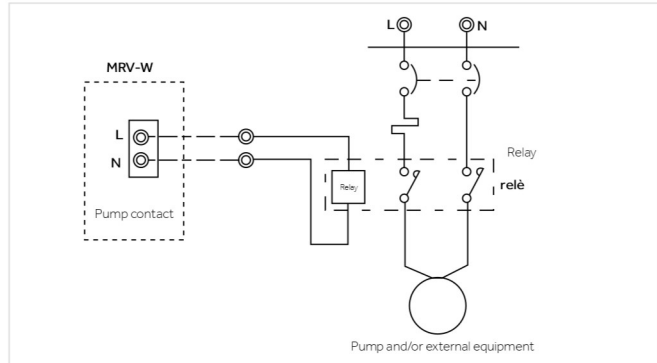 L
N
MRV-W
L
N
Pump contact
Relay
Relay
relè
Pump and/or external equipment